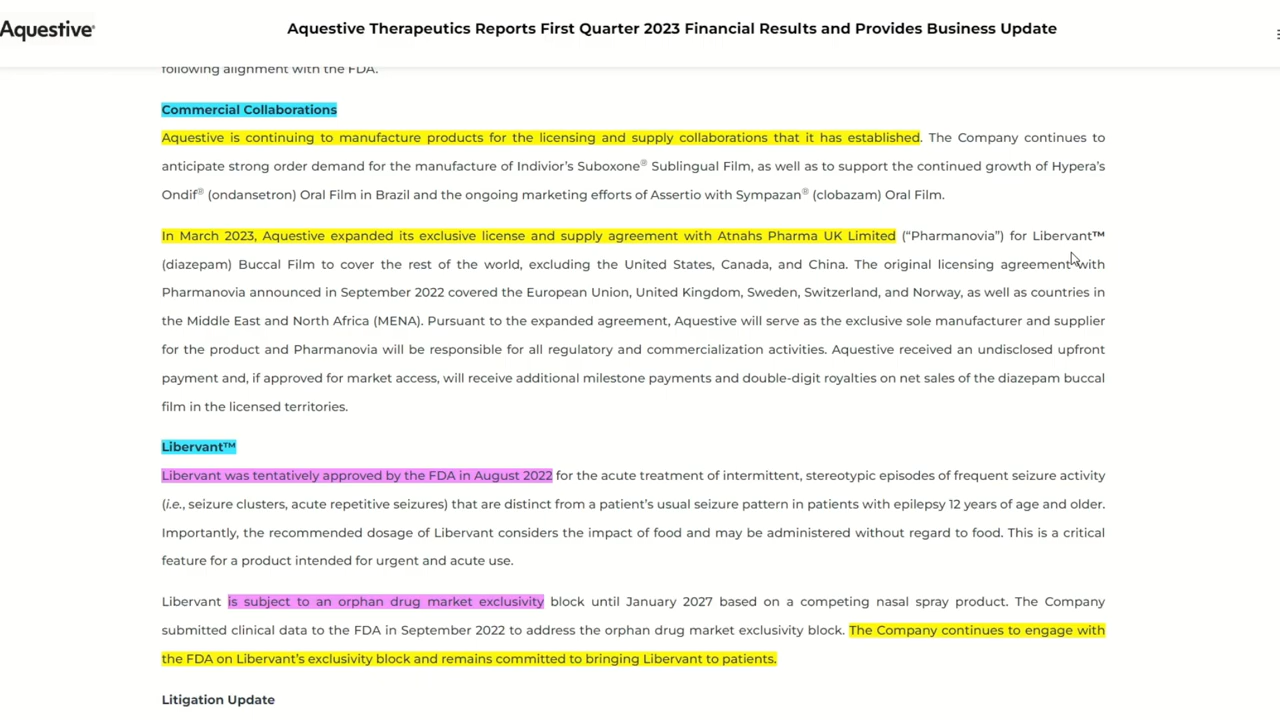 Aquestive
Aquestive Therapeutics Reports First Quarter 2023 Financial Results and Provides Business Update
following alignment with the FDA.
Commercial Collaborations
Aquestive is continuing to manufacture products for the licensing and supply collaborations that it has established. The Company continues to
anticipate strong order demand for the manufacture of Indivior’s Suboxone® Sublingual Film, as well as to support the continued growth of Hypera’s
Ondif® (ondansetron) Oral Film in Brazil and the ongoing marketing efforts of Assertio with Sympazan® (clobazam) Oral Film.
In March 2023, Aquestive expanded its exclusive license and supply agreement with Atnahs Pharma UK Limited (“Pharmanovia”) for Libervant™
(diazepam) Buccal Film to cover the rest of the world, excluding the United States, Canada, and China. The original licensing agreement with
Pharmanovia announced in September 2022 covered the European Union, United Kingdom, Sweden, Switzerland, and Norway, as well as countries in
the Middle East and North Africa (MENA). Pursuant to the expanded agreement, Aquestive will serve as the exclusive sole manufacturer and supplier
for the product and Pharmanovia will be responsible for all regulatory and commercialization activities. Aquestive received an undisclosed upfront
payment and, if approved for market access, will receive additional milestone payments and double-digit royalties on net sales of the diazepam buccal
film in the licensed territories.
Libervant™
Libervant was tentatively approved by the FDA in August 2022 for the acute treatment of intermittent, stereotypic episodes of frequent seizure activity
(i.e., seizure clusters, acute repetitive seizures) that are distinct from a patient’s usual seizure pattern in patients with epilepsy 12 years of age and older.
Importantly, the recommended dosage of Libervant considers the impact of food and may be administered without regard to food. This is a critical
feature for a product intended for urgent and acute use.
Libervant is subject to an orphan drug market exclusivity block until January 2027 based on a competing nasal spray product. The Company
submitted clinical data to the FDA in September 2022 to address the orphan drug market exclusivity block. The Company continues to engage with
the FDA on Libervant’s exclusivity block and remains committed to bringing Libervant to patients.
Litigation Update